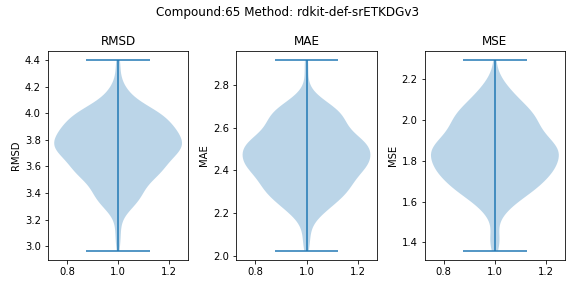 Compound:65 Method: rdkit-def-srETKDGv3
RMSD MAE MSE
RMSD
4.4
4.2
4.0
3.8
3.6
3.4
3.2
3.0
0.8 1.0 1.2
MAE
2.8
2.6
2.4
2.2
2.0
0.8 1.0 1.2
MSE
2.2
2.0
1.8
1.6
1.4
0.8 1.0 1.2